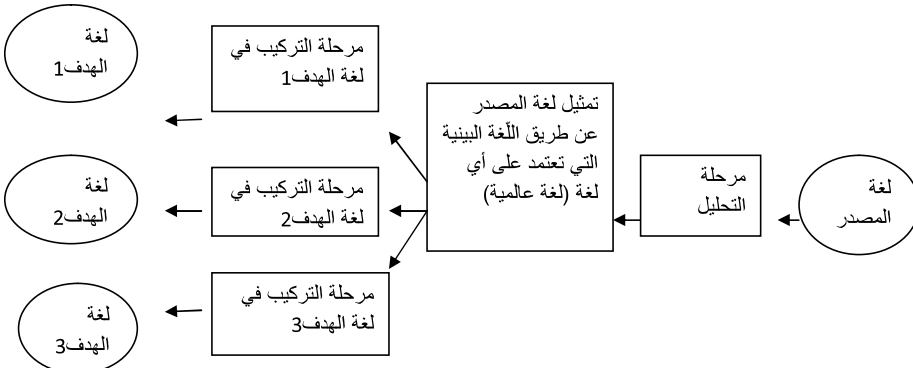 لغة
المصدر
مرحلة
التحليل
تمثيل لغة المصدر
عن طريق اللّغة البينية
التي تعتمد على أي
لغة (لغة عالمية)
مرحلة التركيب في
لغة الهدف1
لغة
الهدف1
مرحلة التركيب في
لغة الهدف2
لغة
الهدف2
مرحلة التركيب في
لغة الهدف3
لغة
الهدف3